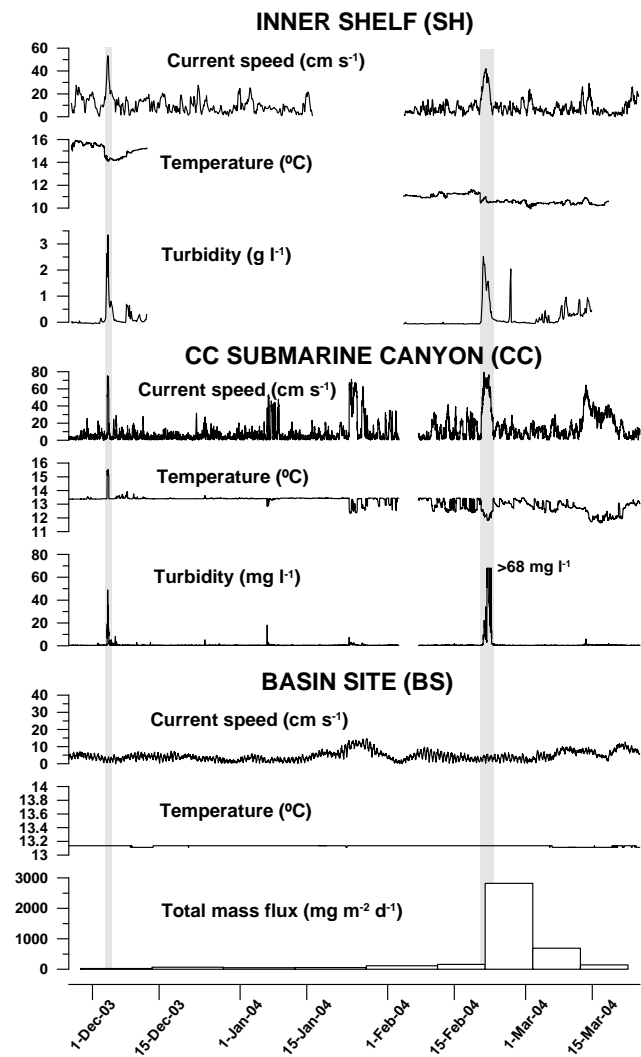 INNER SHELF (SH)
60
40
20
0
Current speed (cm s⁻¹)
16
14
12
10
Temperature (ºC)
3
2
1
0
Turbidity (g l⁻¹)
CC SUBMARINE CANYON (CC)
80
60
40
20
0
Current speed (cm s⁻¹)
16
15
14
13
12
11
Temperature (ºC)
80
60
40
20
0
Turbidity (mg l⁻¹)
>68 mg l⁻¹
BASIN SITE (BS)
40
30
20
10
0
Current speed (cm s⁻¹)
14
13.8
13.6
13.4
13.2
13
Temperature (ºC)
3000
2000
1000
0
Total mass flux (mg m⁻² d⁻¹)
1-Dec-03
15-Dec-03
1-Jan-04
15-Jan-04
1-Feb-04
15-Feb-04
1-Mar-04
15-Mar-04